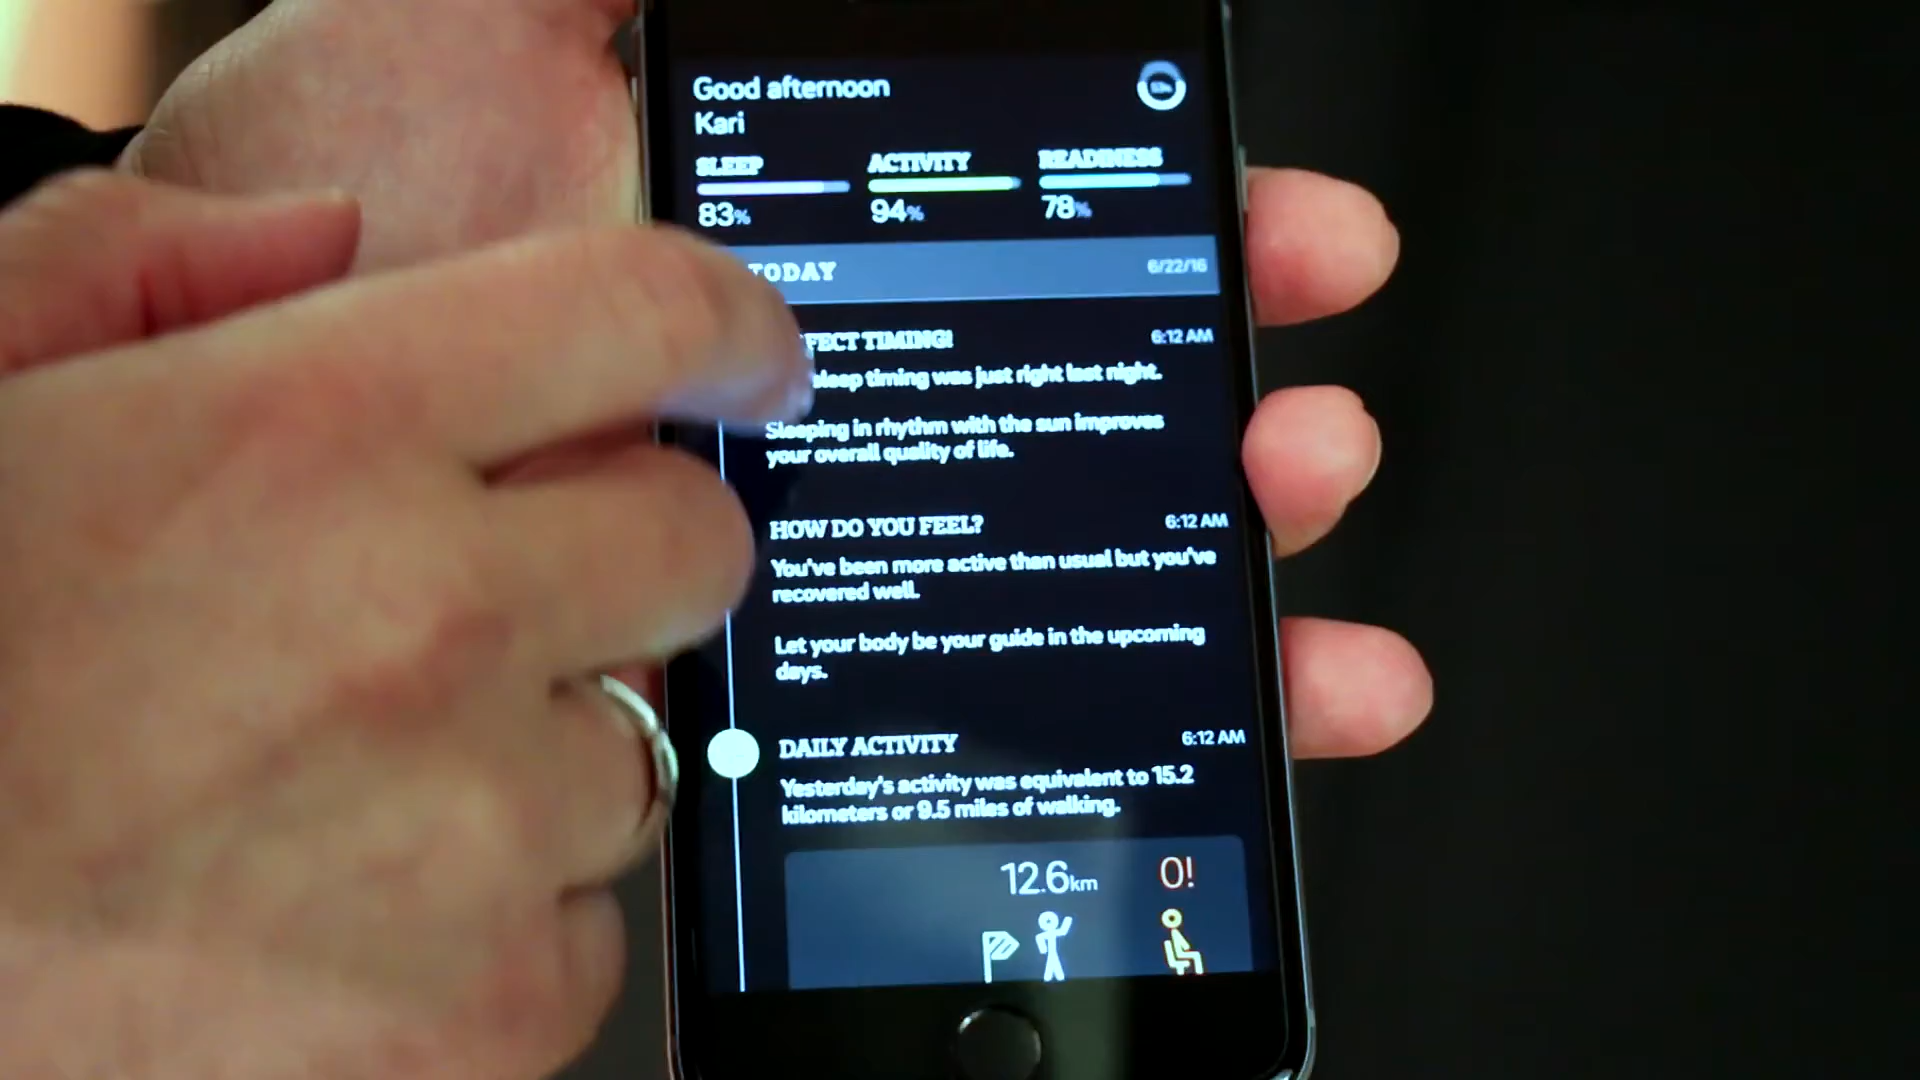 Good afternoon
Kari
SLEEP ACTIVITY READINESS
83% 94% 78%
TODAY 6/22/16
FECT TIMING! 6:12 AM
sleep timing was just right last night.
Sleeping in rhythm with the sun improves
your overall quality of life.
HOW DO YOU FEEL? 6:12 AM
You've been more active than usual but you've
recovered well.
Let your body be your guide in the upcoming
days.
DAILY ACTIVITY 6:12 AM
Yesterday's activity was equivalent to 15.2
kilometers or 9.5 miles of walking.
12.6km 0!